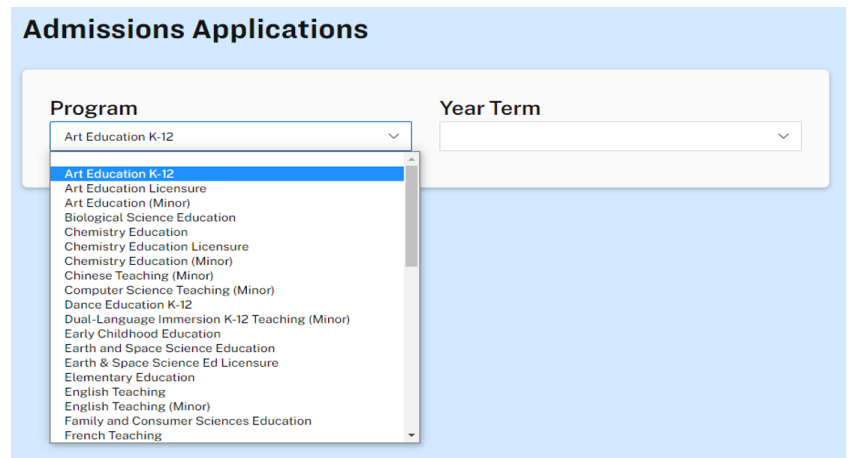 Admissions Applications
Program
Year Term
Art Education K-12
Art Education K-12
Art Education Licensure
Art Education (Minor)
Biological Science Education
Chemistry Education
Chemistry Education Licensure
Chemistry Education (Minor)
Chinese Teaching (Minor)
Computer Science Teaching (Minor)
Dance Education K-12
Dual-Language Immersion K-12 Teaching (Minor)
Early Childhood Education
Earth and Space Science Education
Earth & Space Science Ed Licensure
Elementary Education
English Teaching
English Teaching (Minor)
Family and Consumer Sciences Education
French Teaching